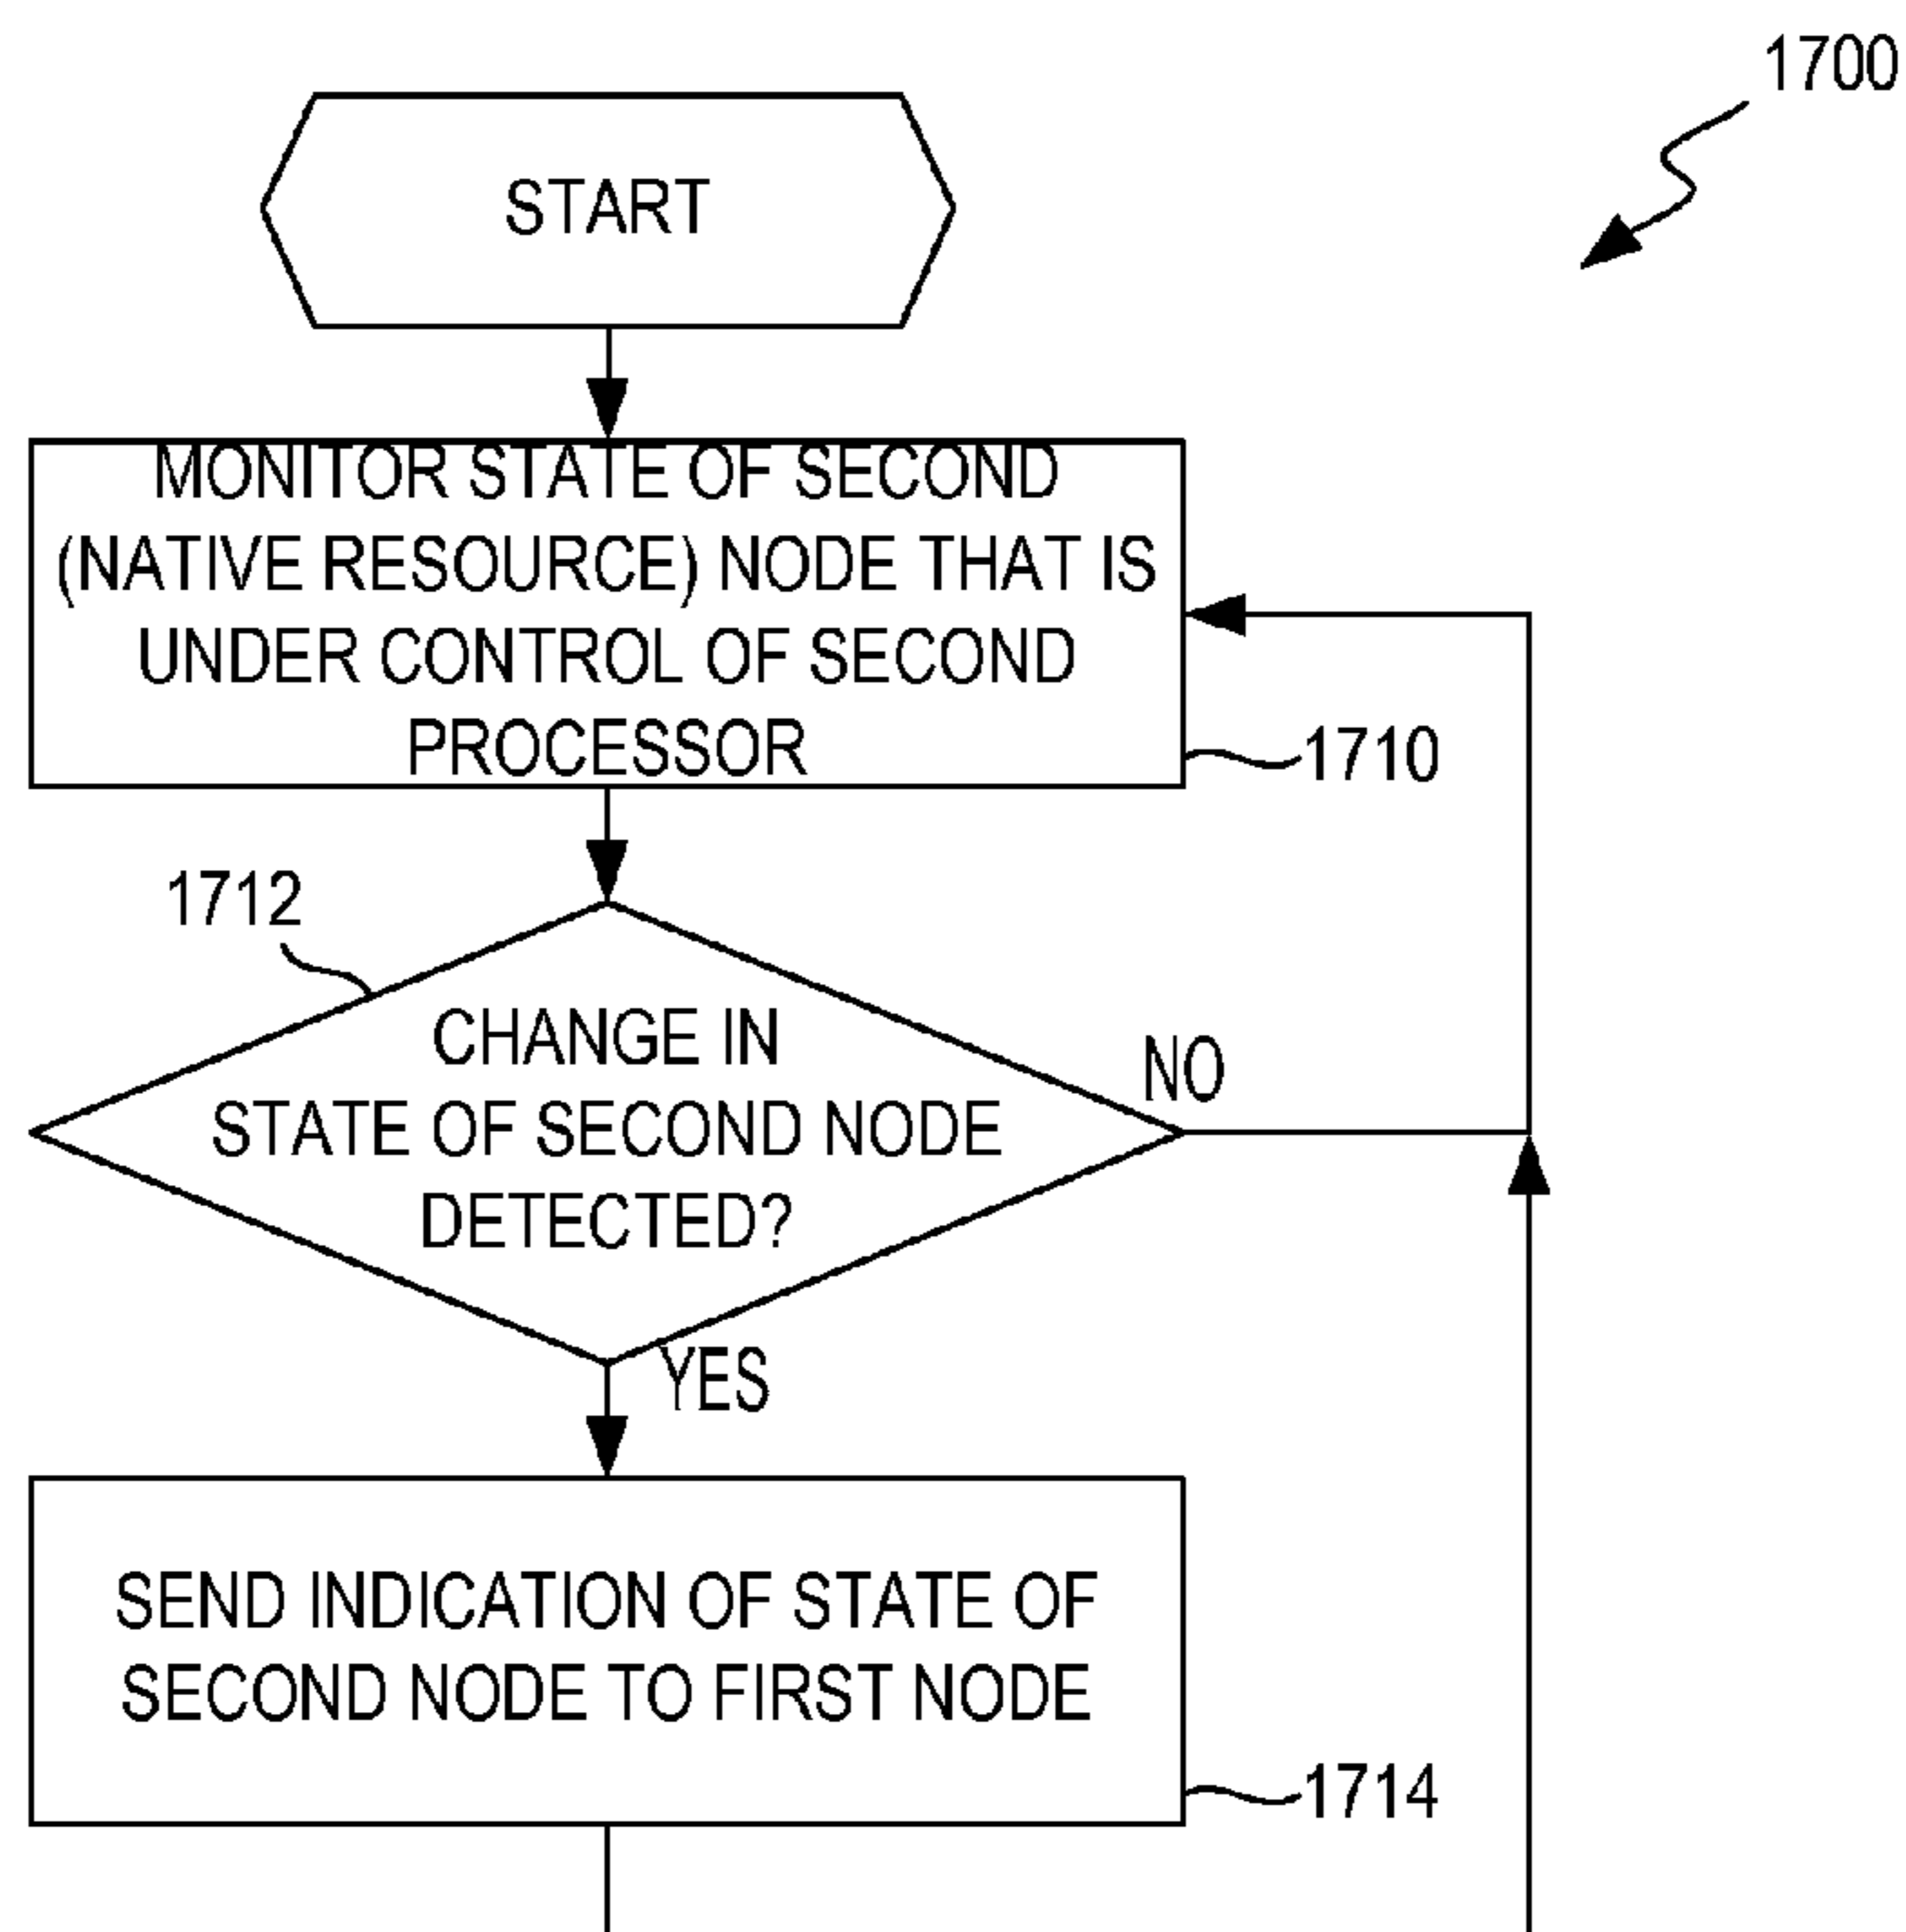 1700
START
MONITOR STATE OF SECOND
(NATIVE RESOURCE) NODE THAT IS
UNDER CONTROL OF SECOND
PROCESSOR
1710
1712
CHANGE IN
STATE OF SECOND NODE
DETECTED?
NO
YES
SEND INDICATION OF STATE OF
SECOND NODE TO FIRST NODE
1714